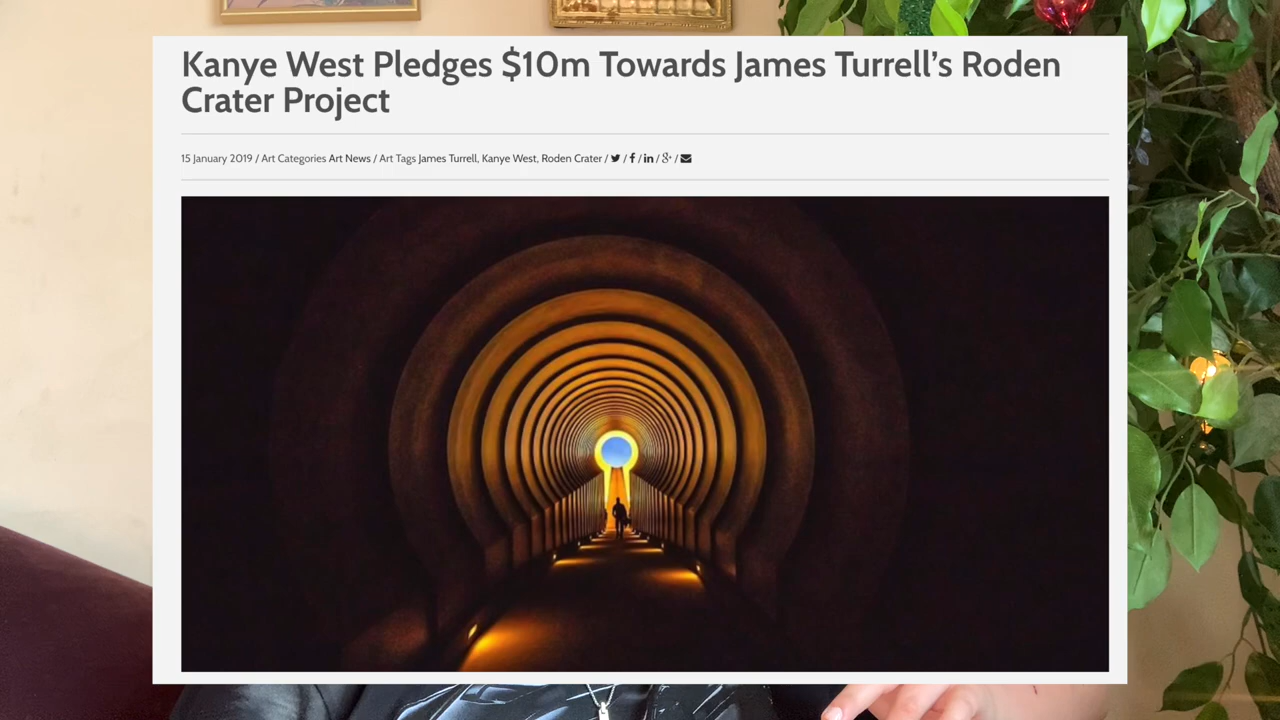 Kanye West Pledges $10m Towards James Turrell’s Roden
Crater Project
15 January 2019 / Art Categories Art News / Art Tags James Turrell, Kanye West, Roden Crater / / f / in / g+ /